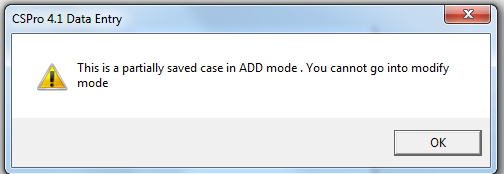 CSPro 4.1 Data Entry
This is a partially saved case in ADD mode . You cannot go into modify
mode
OK